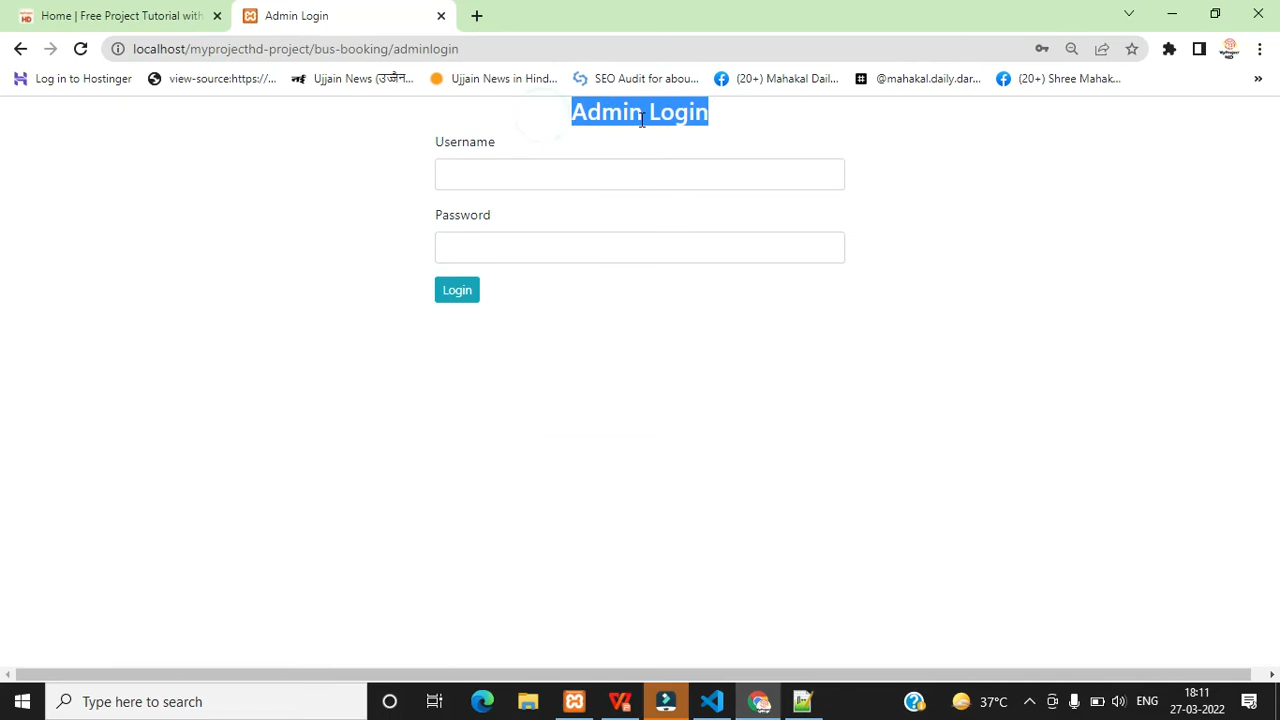 Home | Free Project Tutorial with
Admin Login
localhost/myprojecthd-project/bus-booking/adminlogin
Log in to Hostinger
view-source:https://...
Ujjain News (उज्जैन...
Ujjain News in Hind...
SEO Audit for abou...
(20+) Mahakal Dail...
@mahakal.daily.dar...
(20+) Shree Mahak...
»
Admin Login
Username
Password
Login
Type here to search
37°C
ENG
18:11
27-03-2022